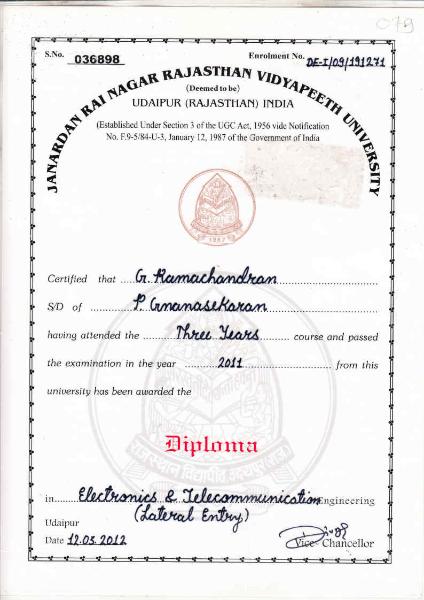 079
S.No. 036898
Enrolment No. DE-I/09/191271
JANARDAN RAI NAGAR RAJASTHAN VIDYAPEETH UNIVERSITY
(Deemed to be)
UDAIPUR (RAJASTHAN) INDIA
(Established Under Section 3 of the UGC Act, 1956 vide Notification
No. F.9-5/84-U-3, January 12, 1987 of the Government of India
1987
Certified that ...G. Ramachandran...
S/D of ...P. Gnanasekaran...
having attended the ...Three Years... course and passed
the examination in the year ...2011... from this
university has been awarded the
Diploma
in...Electronics & Telecommunication Engineering
(Lateral Entry)
Udaipur
Date 12.05.2012
Vice-Chancellor